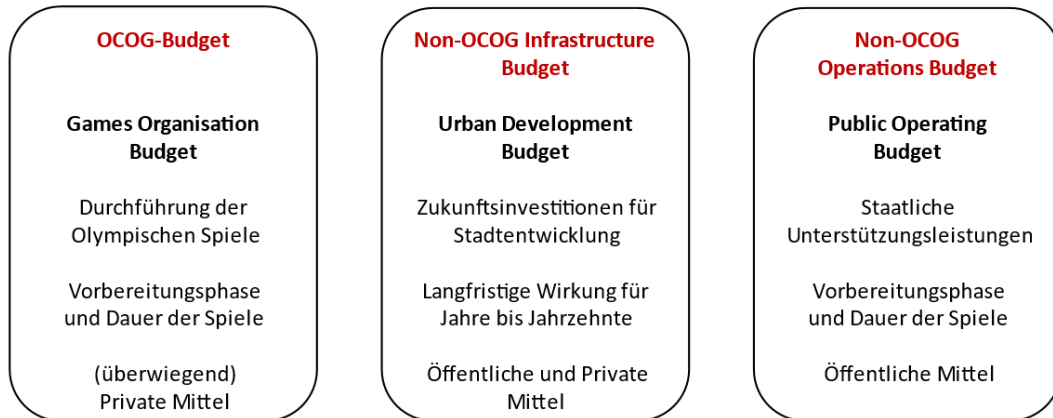 OCOG-Budget
Games Organisation
Budget
Durchführung der
Olympischen Spiele
Vorbereitungsphase
und Dauer der Spiele
(überwiegend)
Private Mittel
Non-OCOG Infrastructure
Budget
Urban Development
Budget
Zukunftsinvestitionen für
Stadtentwicklung
Langfristige Wirkung für
Jahre bis Jahrzehnte
Öffentliche und Private
Mittel
Non-OCOG
Operations Budget
Public Operating
Budget
Staatliche
Unterstützungsleistungen
Vorbereitungsphase
und Dauer der Spiele
Öffentliche Mittel